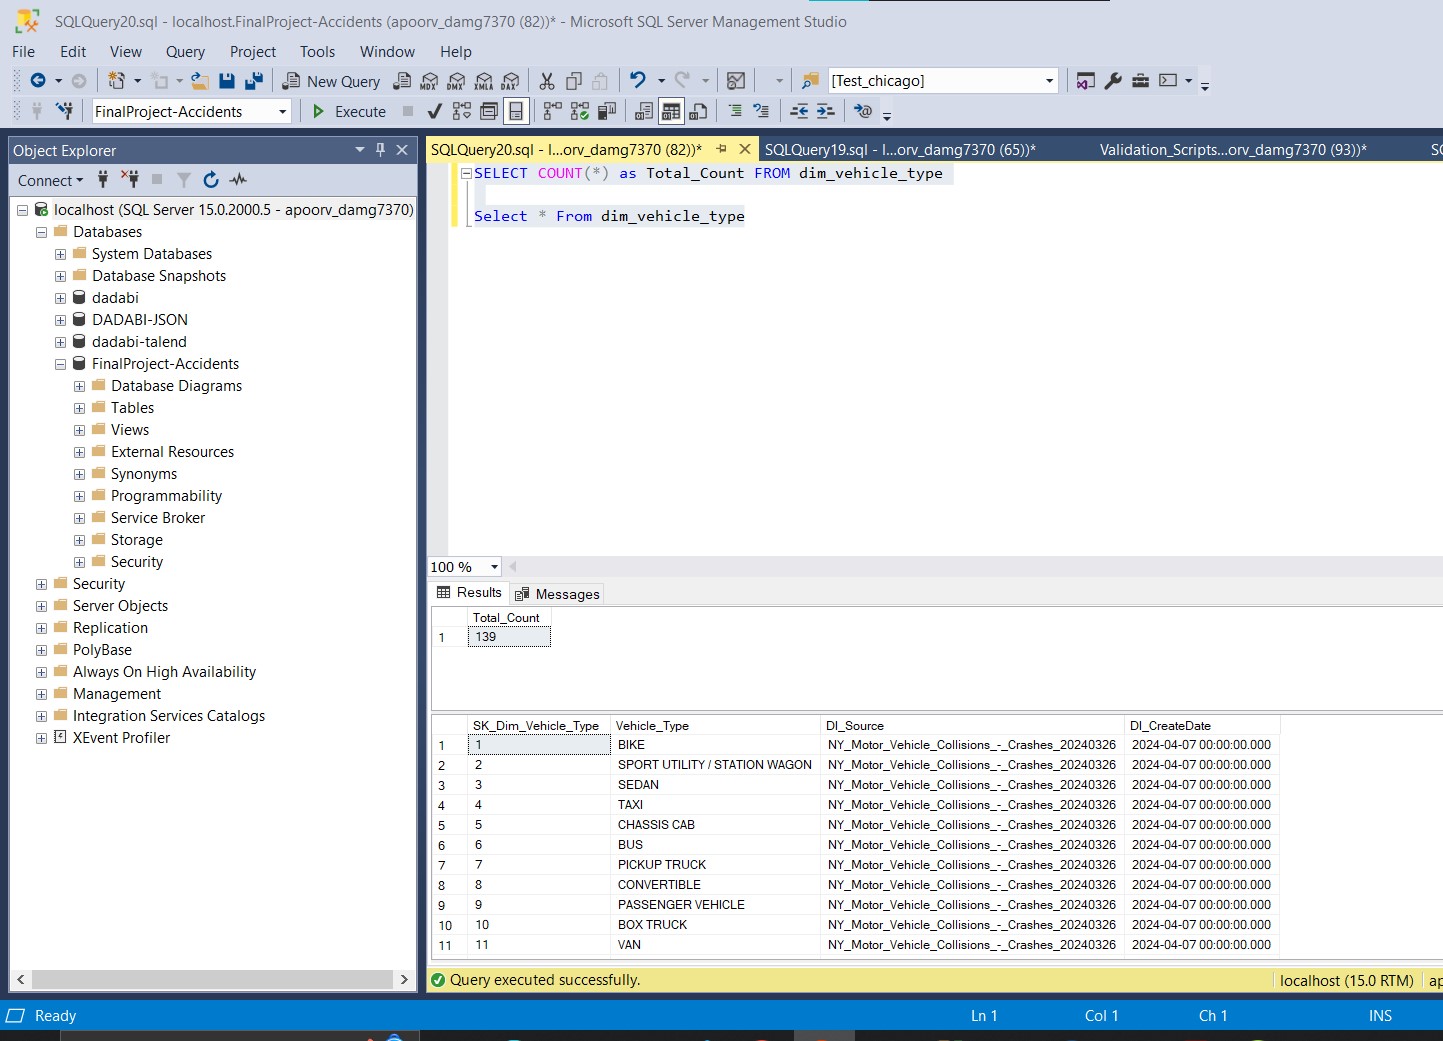 SQLQuery20.sql - localhost.FinalProject-Accidents (apoorv_damg7370 (82))* - Microsoft SQL Server Management Studio
File Edit View Query Project Tools Window Help
New Query MDX DMX XMLA DAX [Test_chicago]
FinalProject-Accidents Execute
Object Explorer
Connect
localhost (SQL Server 15.0.2000.5 - apoorv_damg7370)
Databases
System Databases
Database Snapshots
dadabi
DADABI-JSON
dadabi-talend
FinalProject-Accidents
Database Diagrams
Tables
Views
External Resources
Synonyms
Programmability
Service Broker
Storage
Security
Security
Server Objects
Replication
PolyBase
Always On High Availability
Management
Integration Services Catalogs
XEvent Profiler
SQLQuery20.sql - l...orv_damg7370 (82))* SQLQuery19.sql - l...orv_damg7370 (65))* Validation_Scripts...orv_damg7370 (93))* SC
SELECT COUNT(*) as Total_Count FROM dim_vehicle_type
Select * From dim_vehicle_type
100 %
Results Messages
Total_Count
1 139
SK_Dim_Vehicle_Type Vehicle_Type DI_Source DI_CreateDate
1 1 BIKE NY_Motor_Vehicle_Collisions_-_Crashes_20240326 2024-04-07 00:00:00.000
2 2 SPORT UTILITY / STATION WAGON NY_Motor_Vehicle_Collisions_-_Crashes_20240326 2024-04-07 00:00:00.000
3 3 SEDAN NY_Motor_Vehicle_Collisions_-_Crashes_20240326 2024-04-07 00:00:00.000
4 4 TAXI NY_Motor_Vehicle_Collisions_-_Crashes_20240326 2024-04-07 00:00:00.000
5 5 CHASSIS CAB NY_Motor_Vehicle_Collisions_-_Crashes_20240326 2024-04-07 00:00:00.000
6 6 BUS NY_Motor_Vehicle_Collisions_-_Crashes_20240326 2024-04-07 00:00:00.000
7 7 PICKUP TRUCK NY_Motor_Vehicle_Collisions_-_Crashes_20240326 2024-04-07 00:00:00.000
8 8 CONVERTIBLE NY_Motor_Vehicle_Collisions_-_Crashes_20240326 2024-04-07 00:00:00.000
9 9 PASSENGER VEHICLE NY_Motor_Vehicle_Collisions_-_Crashes_20240326 2024-04-07 00:00:00.000
10 10 BOX TRUCK NY_Motor_Vehicle_Collisions_-_Crashes_20240326 2024-04-07 00:00:00.000
11 11 VAN NY_Motor_Vehicle_Collisions_-_Crashes_20240326 2024-04-07 00:00:00.000
Query executed successfully. localhost (15.0 RTM) ap
Ready Ln 1 Col 1 Ch 1 INS